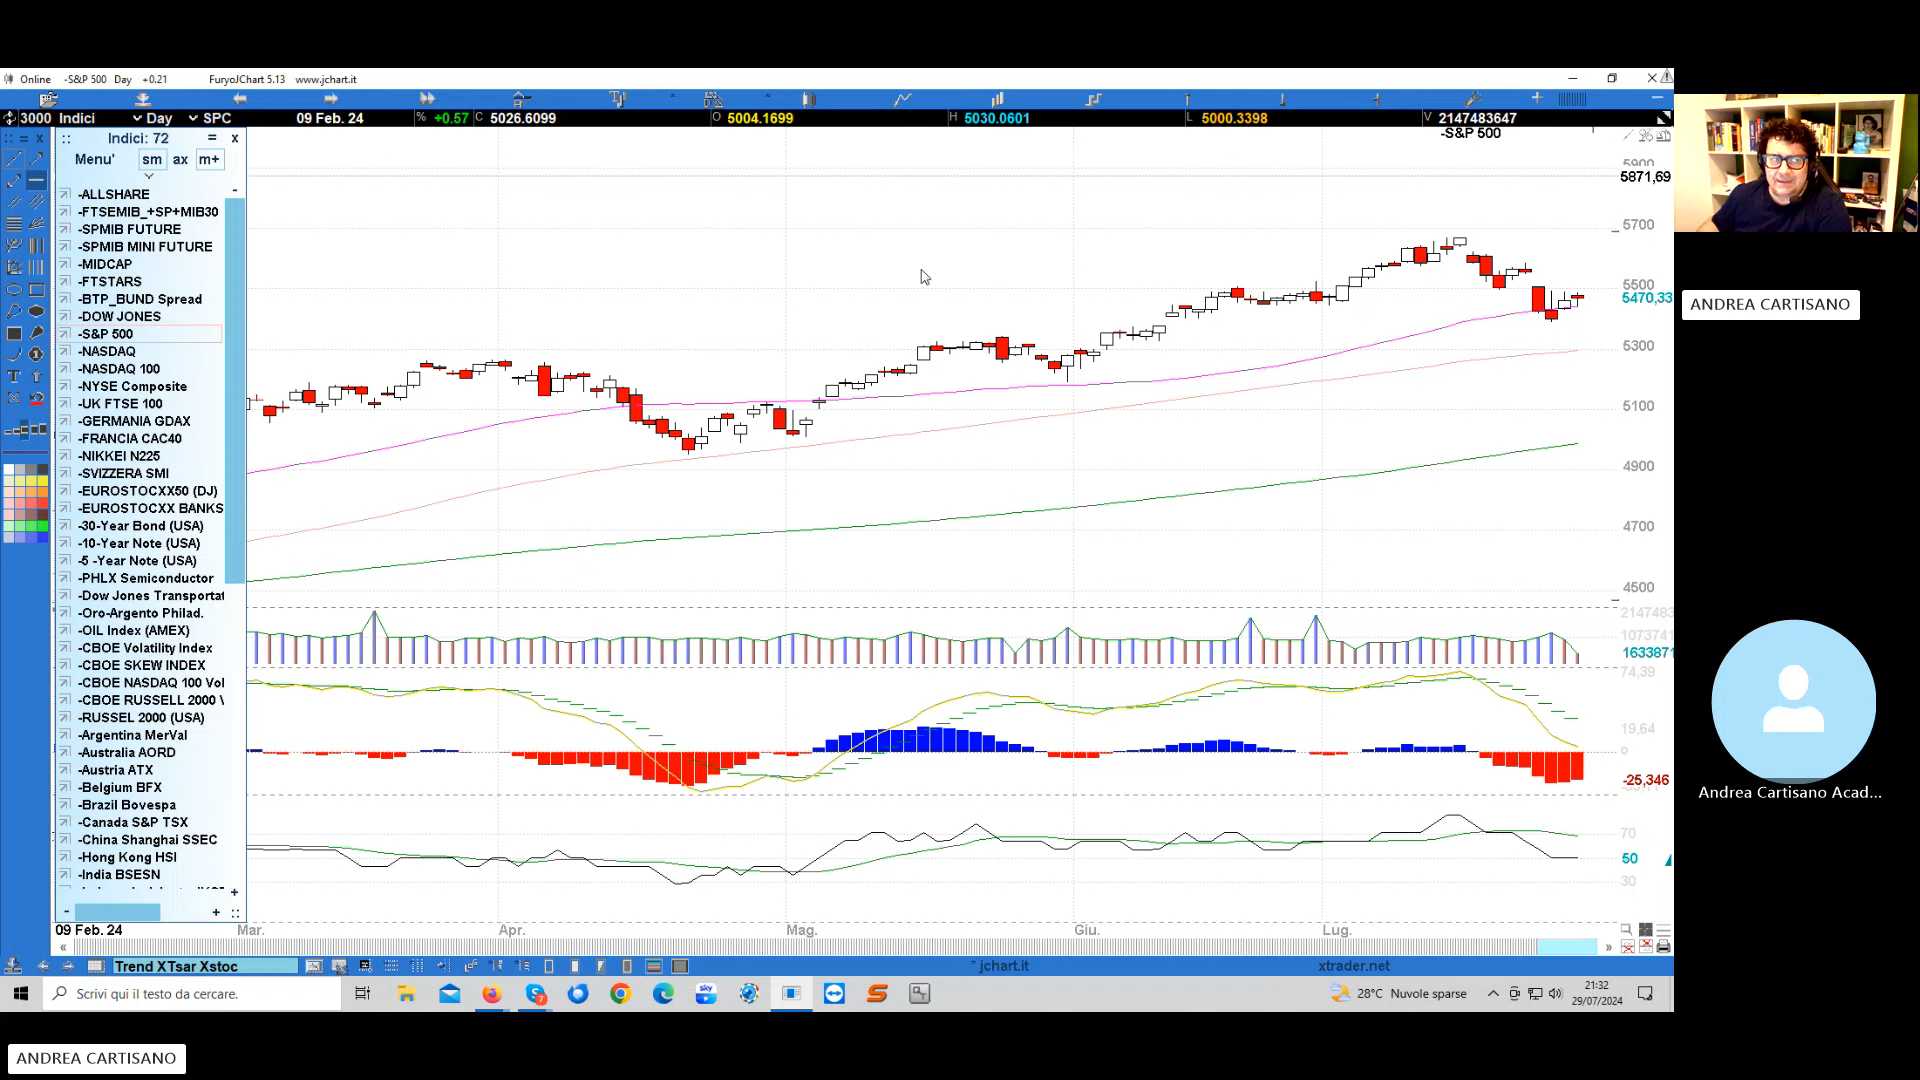 Online -S&P 500 Day +0.21 FuryoJChart 5.13 www.jchart.it
3000 Indici Day SPC 09 Feb. 24 % +0.57 C 5026.6099 O 5004.1699 H 5030.0601 L 5000.3398 V 2147483647
Indici: 72 = x
Menu' sm ax m+
-ALLSHARE
-FTSEMIB_+SP+MIB30
-SPMIB FUTURE
-SPMIB MINI FUTURE
-MIDCAP
-FTSTARS
-BTP_BUND Spread
-DOW JONES
-S&P 500
-NASDAQ
-NASDAQ 100
-NYSE Composite
-UK FTSE 100
-GERMANIA GDAX
-FRANCIA CAC40
-NIKKEI N225
-SVIZZERA SMI
-EUROSTOCXX50 (DJ)
-EUROSTOCXX BANKS
-30-Year Bond (USA)
-10-Year Note (USA)
-5 -Year Note (USA)
-PHLX Semiconductor
-Dow Jones Transportat
-Oro-Argento Philad.
-OIL Index (AMEX)
-CBOE Volatility Index
-CBOE SKEW INDEX
-CBOE NASDAQ 100 Vol
-CBOE RUSSELL 2000 V
-RUSSEL 2000 (USA)
-Argentina MerVal
-Australia AORD
-Austria ATX
-Belgium BFX
-Brazil Bovespa
-Canada S&P TSX
-China Shanghai SSEC
-Hong Kong HSI
-India BSESN
-S&P 500
5900
5871,69
5700
5500
5470,33
5300
5100
4900
4700
4500
2147483
1073741
1633871
74,39
19,64
0
-25,346
70
50
30
09 Feb. 24 Mar. Apr. Mag. Giu. Lug.
Trend XTsar Xstoc * jchart.it xtrader.net
Scrivi qui il testo da cercare.
sky
7
28°C Nuvole sparse
21:32
29/07/2024
ANDREA CARTISANO
Andrea Cartisano Acad...
ANDREA CARTISANO